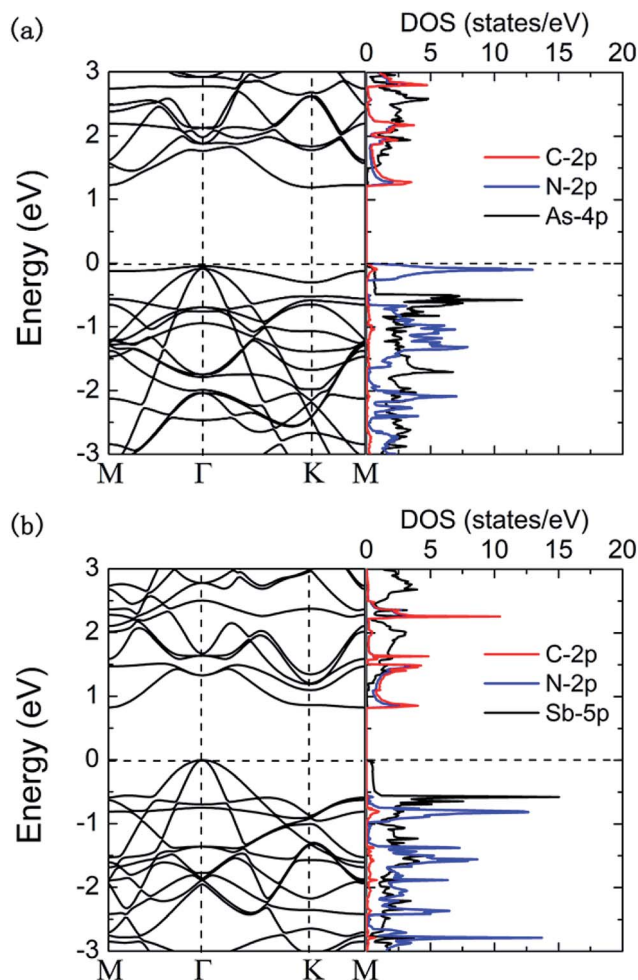 (a)
DOS (states/eV)
0 5 10 15 20
3
2
1
0
-1
-2
-3
Energy (eV)
C-2p
N-2p
As-4p
M Γ K M
(b)
DOS (states/eV)
0 5 10 15 20
3
2
1
0
-1
-2
-3
Energy (eV)
C-2p
N-2p
Sb-5p
M Γ K M